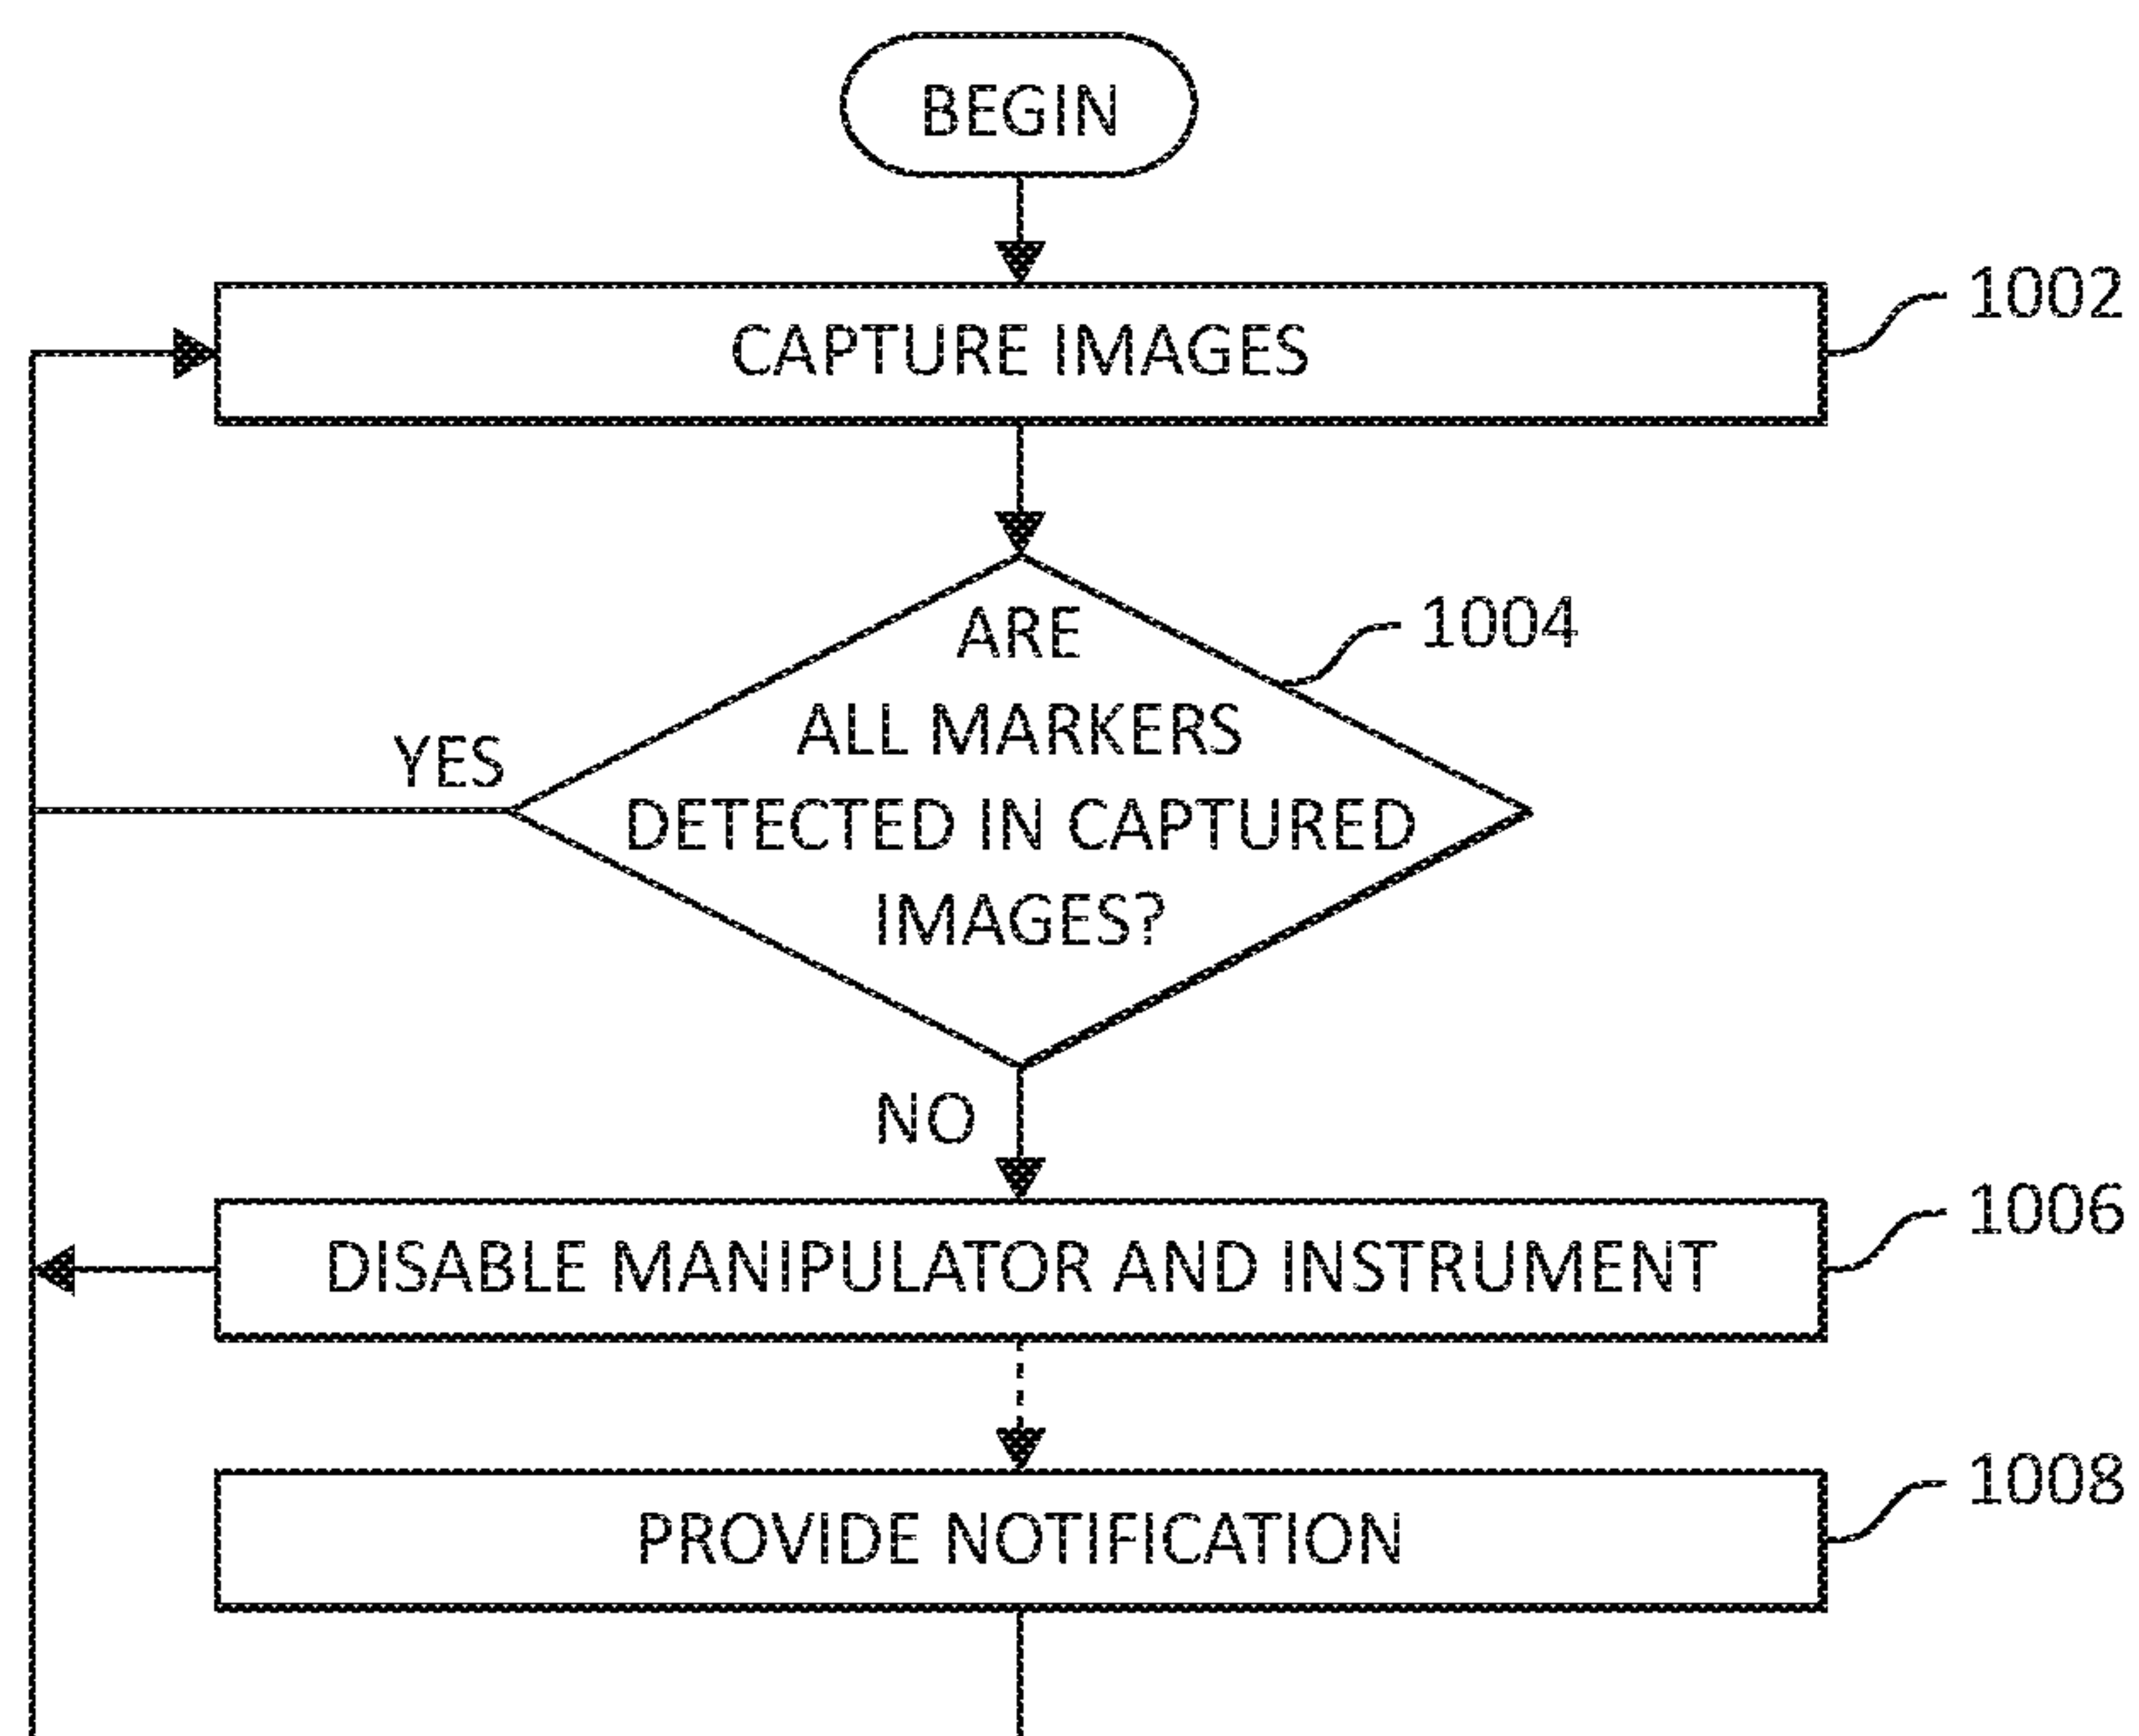 BEGIN
CAPTURE IMAGES
1002
ARE
ALL MARKERS
DETECTED IN CAPTURED
IMAGES?
1004
YES
NO
DISABLE MANIPULATOR AND INSTRUMENT
1006
PROVIDE NOTIFICATION
1008